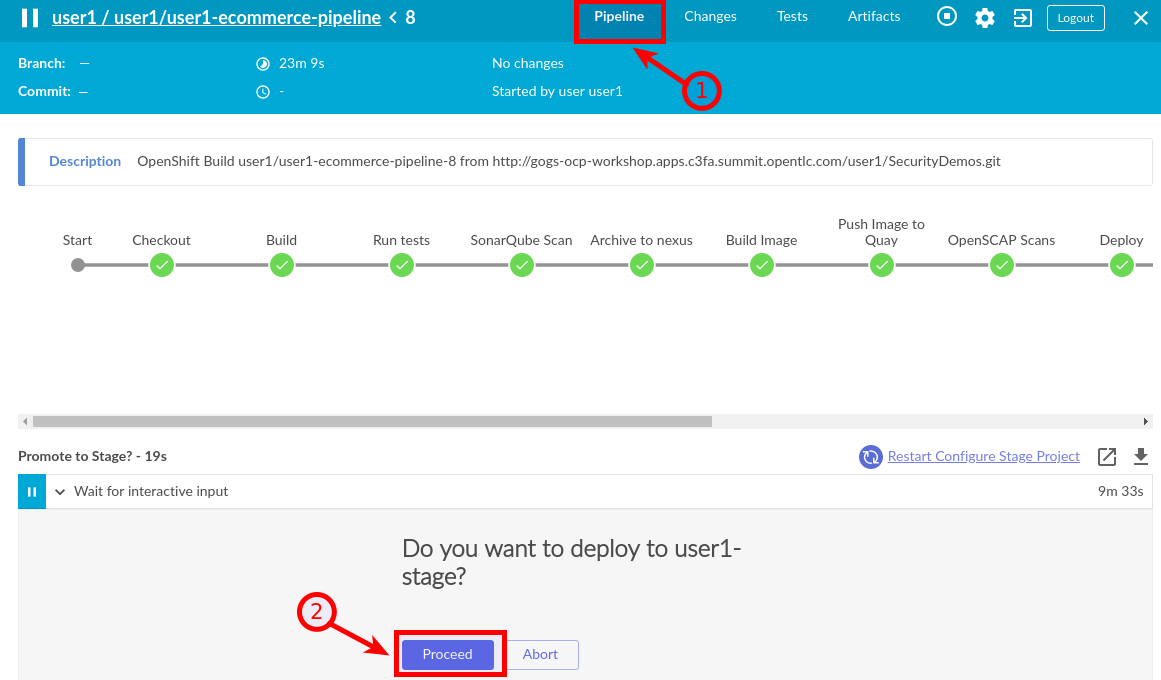 user1 / user1/user1-ecommerce-pipeline < 8
Pipeline Changes Tests Artifacts Logout
Branch: — 23m 9s No changes
Commit: — - Started by user user1
1
Description OpenShift Build user1/user1-ecommerce-pipeline-8 from http://gogs-ocp-workshop.apps.c3fa.summit.opentlc.com/user1/SecurityDemos.git
Start Checkout Build Run tests SonarQube Scan Archive to nexus Build Image Push Image to
Quay OpenSCAP Scans Deploy
Promote to Stage? - 19s Restart Configure Stage Project
Wait for interactive input 9m 33s
Do you want to deploy to user1-
stage?
2
Proceed Abort